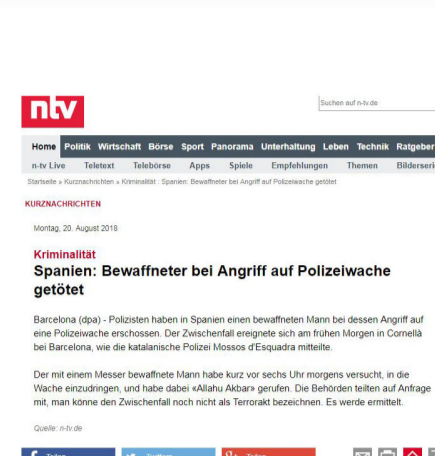 ntv
Suchen auf n-tv.de
Home Politik Wirtschaft Börse Sport Panorama Unterhaltung Leben Technik Ratgeber
n-tv Live Teletext Telebörse Apps Spiele Empfehlungen Themen Bilderseri
Startseite » Kurznachrichten » Kriminalität : Spanien: Bewaffneter bei Angriff auf Polizeiwache getötet
KURZNACHRICHTEN
Montag, 20. August 2018
Kriminalität
Spanien: Bewaffneter bei Angriff auf Polizeiwache
getötet
Barcelona (dpa) - Polizisten haben in Spanien einen bewaffneten Mann bei dessen Angriff auf
eine Polizeiwache erschossen. Der Zwischenfall ereignete sich am frühen Morgen in Cornellà
bei Barcelona, wie die katalanische Polizei Mossos d'Esquadra mitteilte.
Der mit einem Messer bewaffnete Mann habe kurz vor sechs Uhr morgens versucht, in die
Wache einzudringen, und habe dabei «Allahu Akbar» gerufen. Die Behörden teilten auf Anfrage
mit, man könne den Zwischenfall noch nicht als Terrorakt bezeichnen. Es werde ermittelt.
Quelle: n-tv.de